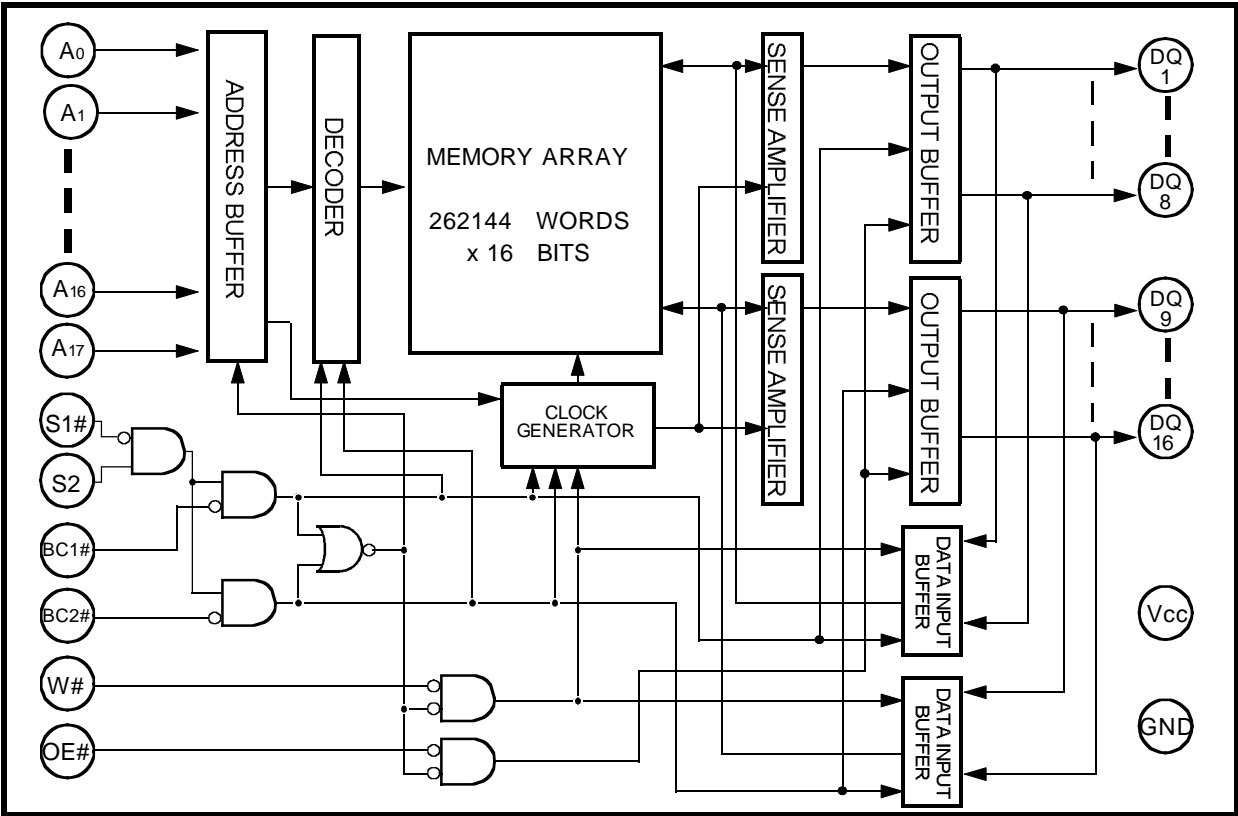 A0
A1
A16
A17
S1#
S2
BC1#
BC2#
W#
OE#
ADDRESS BUFFER
DECODER
MEMORY ARRAY
262144 WORDS
x 16 BITS
CLOCK
GENERATOR
SENSE AMPLIFIER
SENSE AMPLIFIER
OUTPUT BUFFER
OUTPUT BUFFER
DATA INPUT
BUFFER
DATA INPUT
BUFFER
DQ
1
DQ
8
DQ
9
DQ
16
Vcc
GND